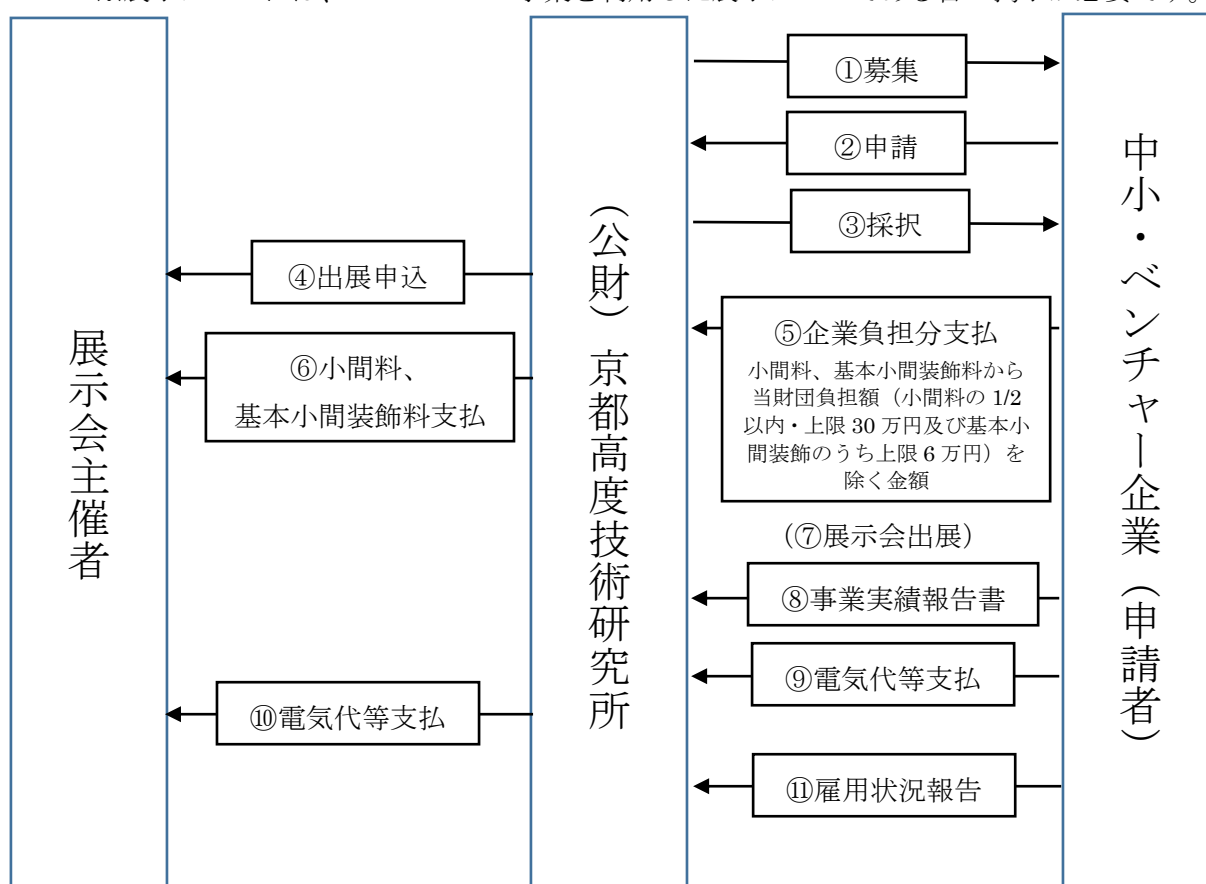 ①募集
②申請
③採択
④出展申込
⑤企業負担分支払
小間料、基本小間装飾料から
当財団負担額（小間料の 1/2
以内・上限 30 万円及び基本小
間装飾のうち上限 6 万円）を
除く金額
⑥小間料、
基本小間装飾料支払
(⑦展示会出展)
⑧事業実績報告書
⑨電気代等支払
⑩電気代等支払
⑪雇用状況報告
展示会主催者
（公財）京都高度技術研究所
中小・ベンチャー企業（申請者）